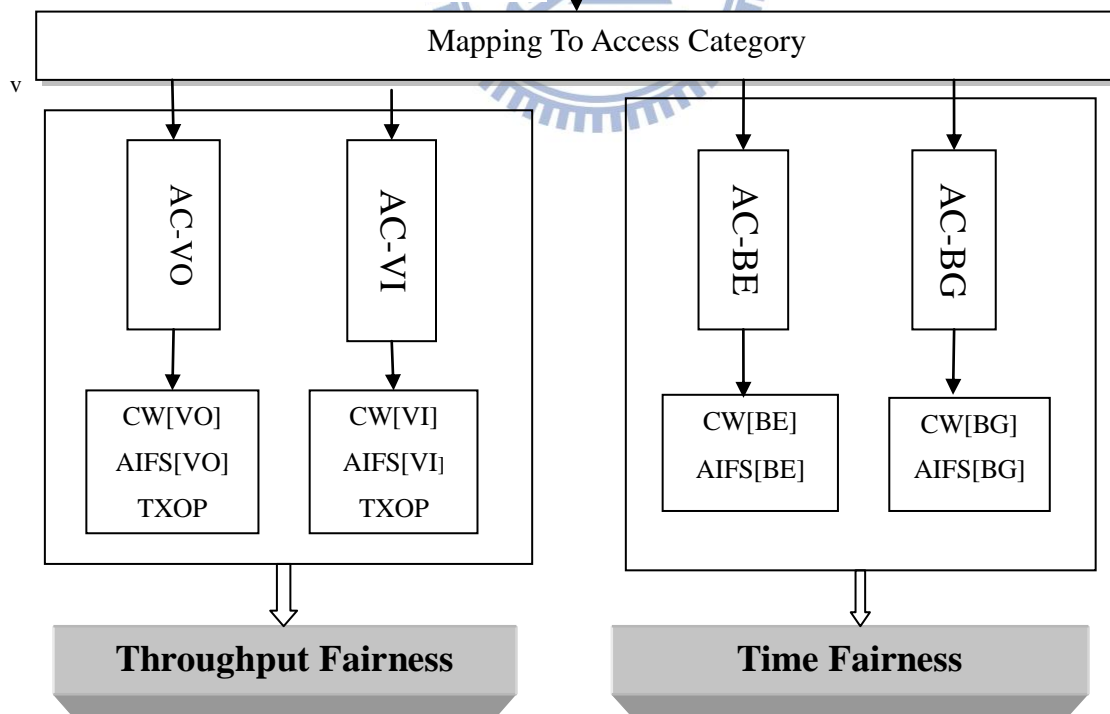 Mapping To Access Category
v
AC-VO
AC-VI
AC-BE
AC-BG
CW[VO]
AIFS[VO]
TXOP
CW[VI]
AIFS[VI]
TXOP
CW[BE]
AIFS[BE]
CW[BG]
AIFS[BG]
Throughput Fairness
Time Fairness